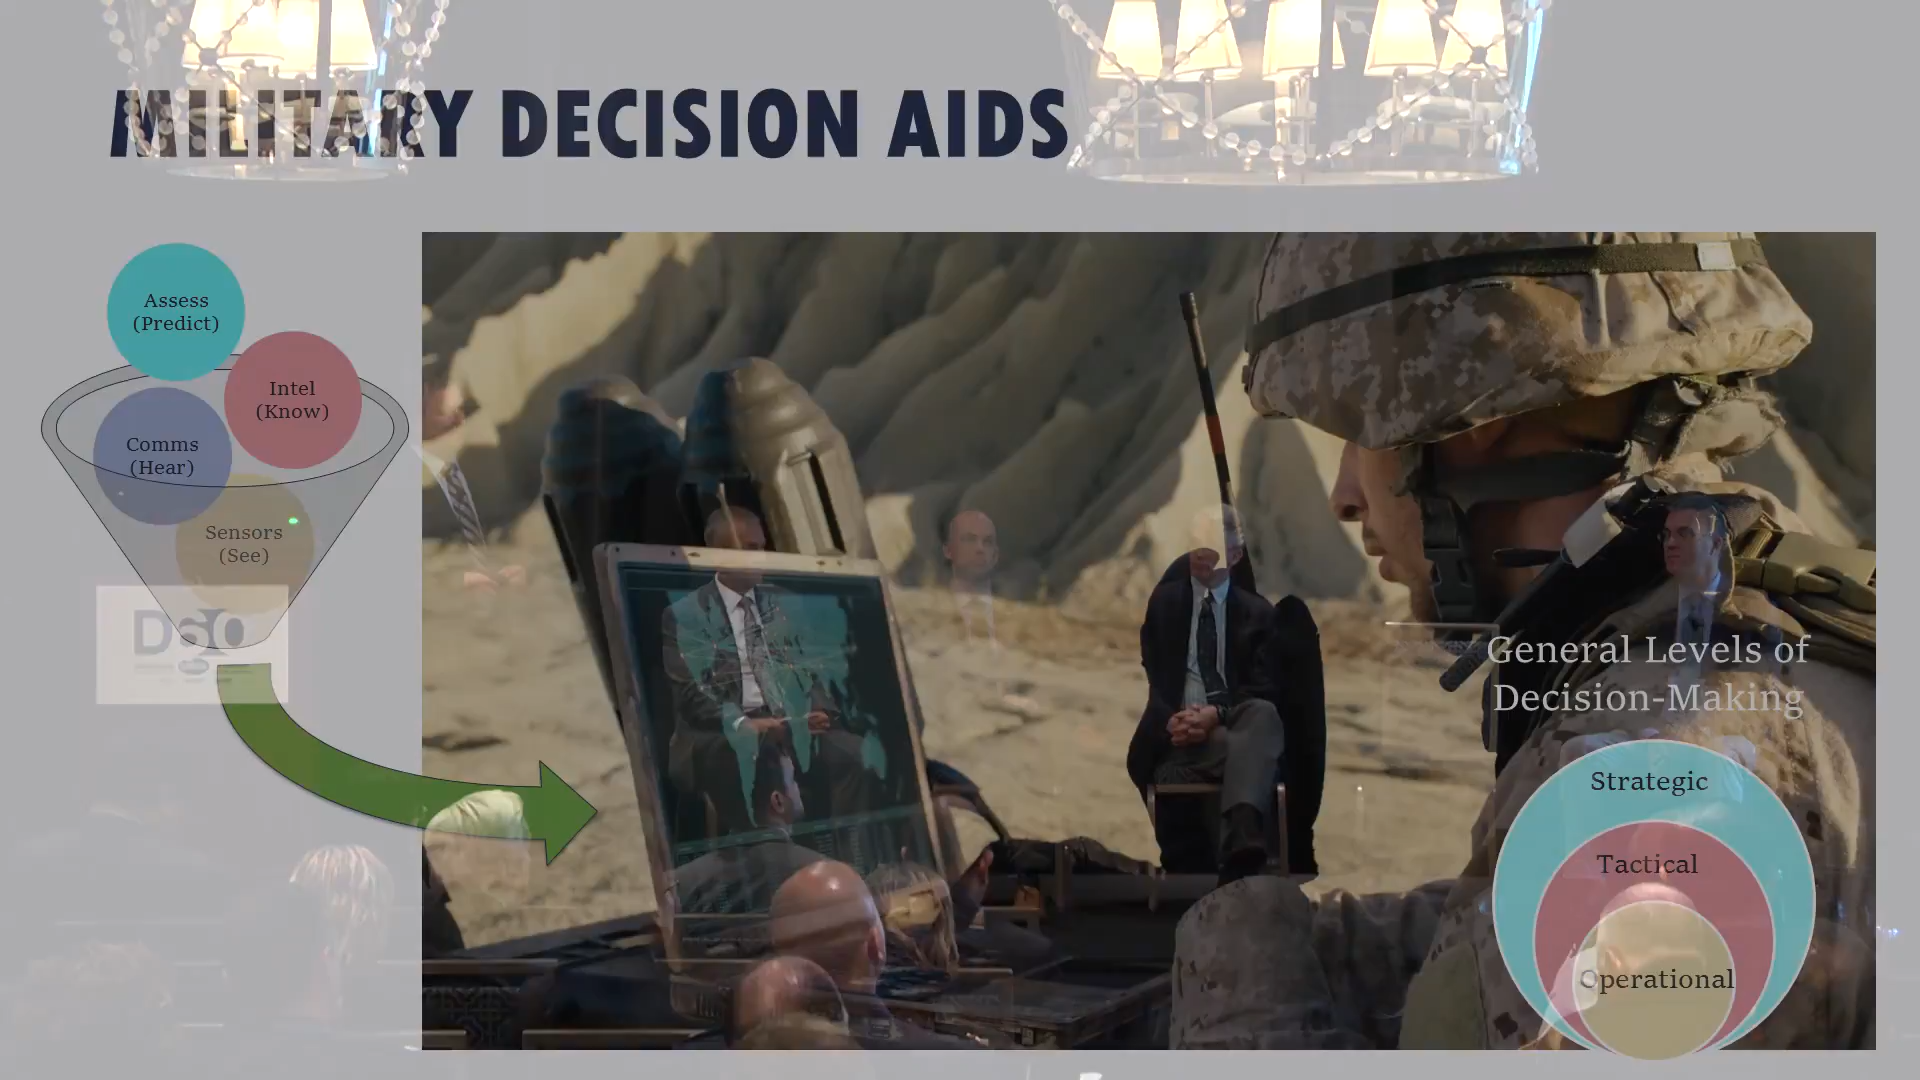 MILITARY DECISION AIDS
Assess
(Predict)
Intel
(Know)
Comms
(Hear)
Sensors
(See)
General Levels of
Decision-Making
Strategic
Tactical
Operational